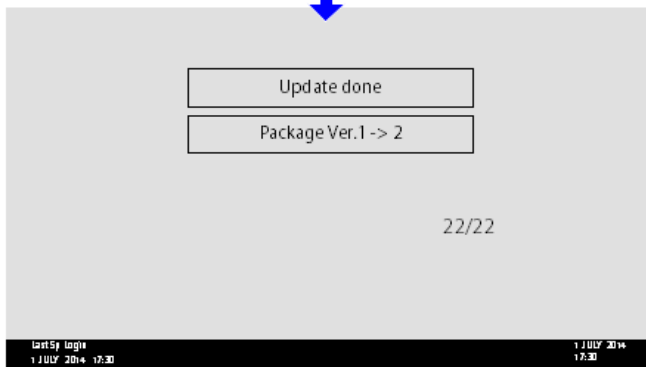 Update done
Package Ver.1 -> 2
22/22
Last Sp Login
1 JULY 2014 17:30
1 JULY 2014
17:30